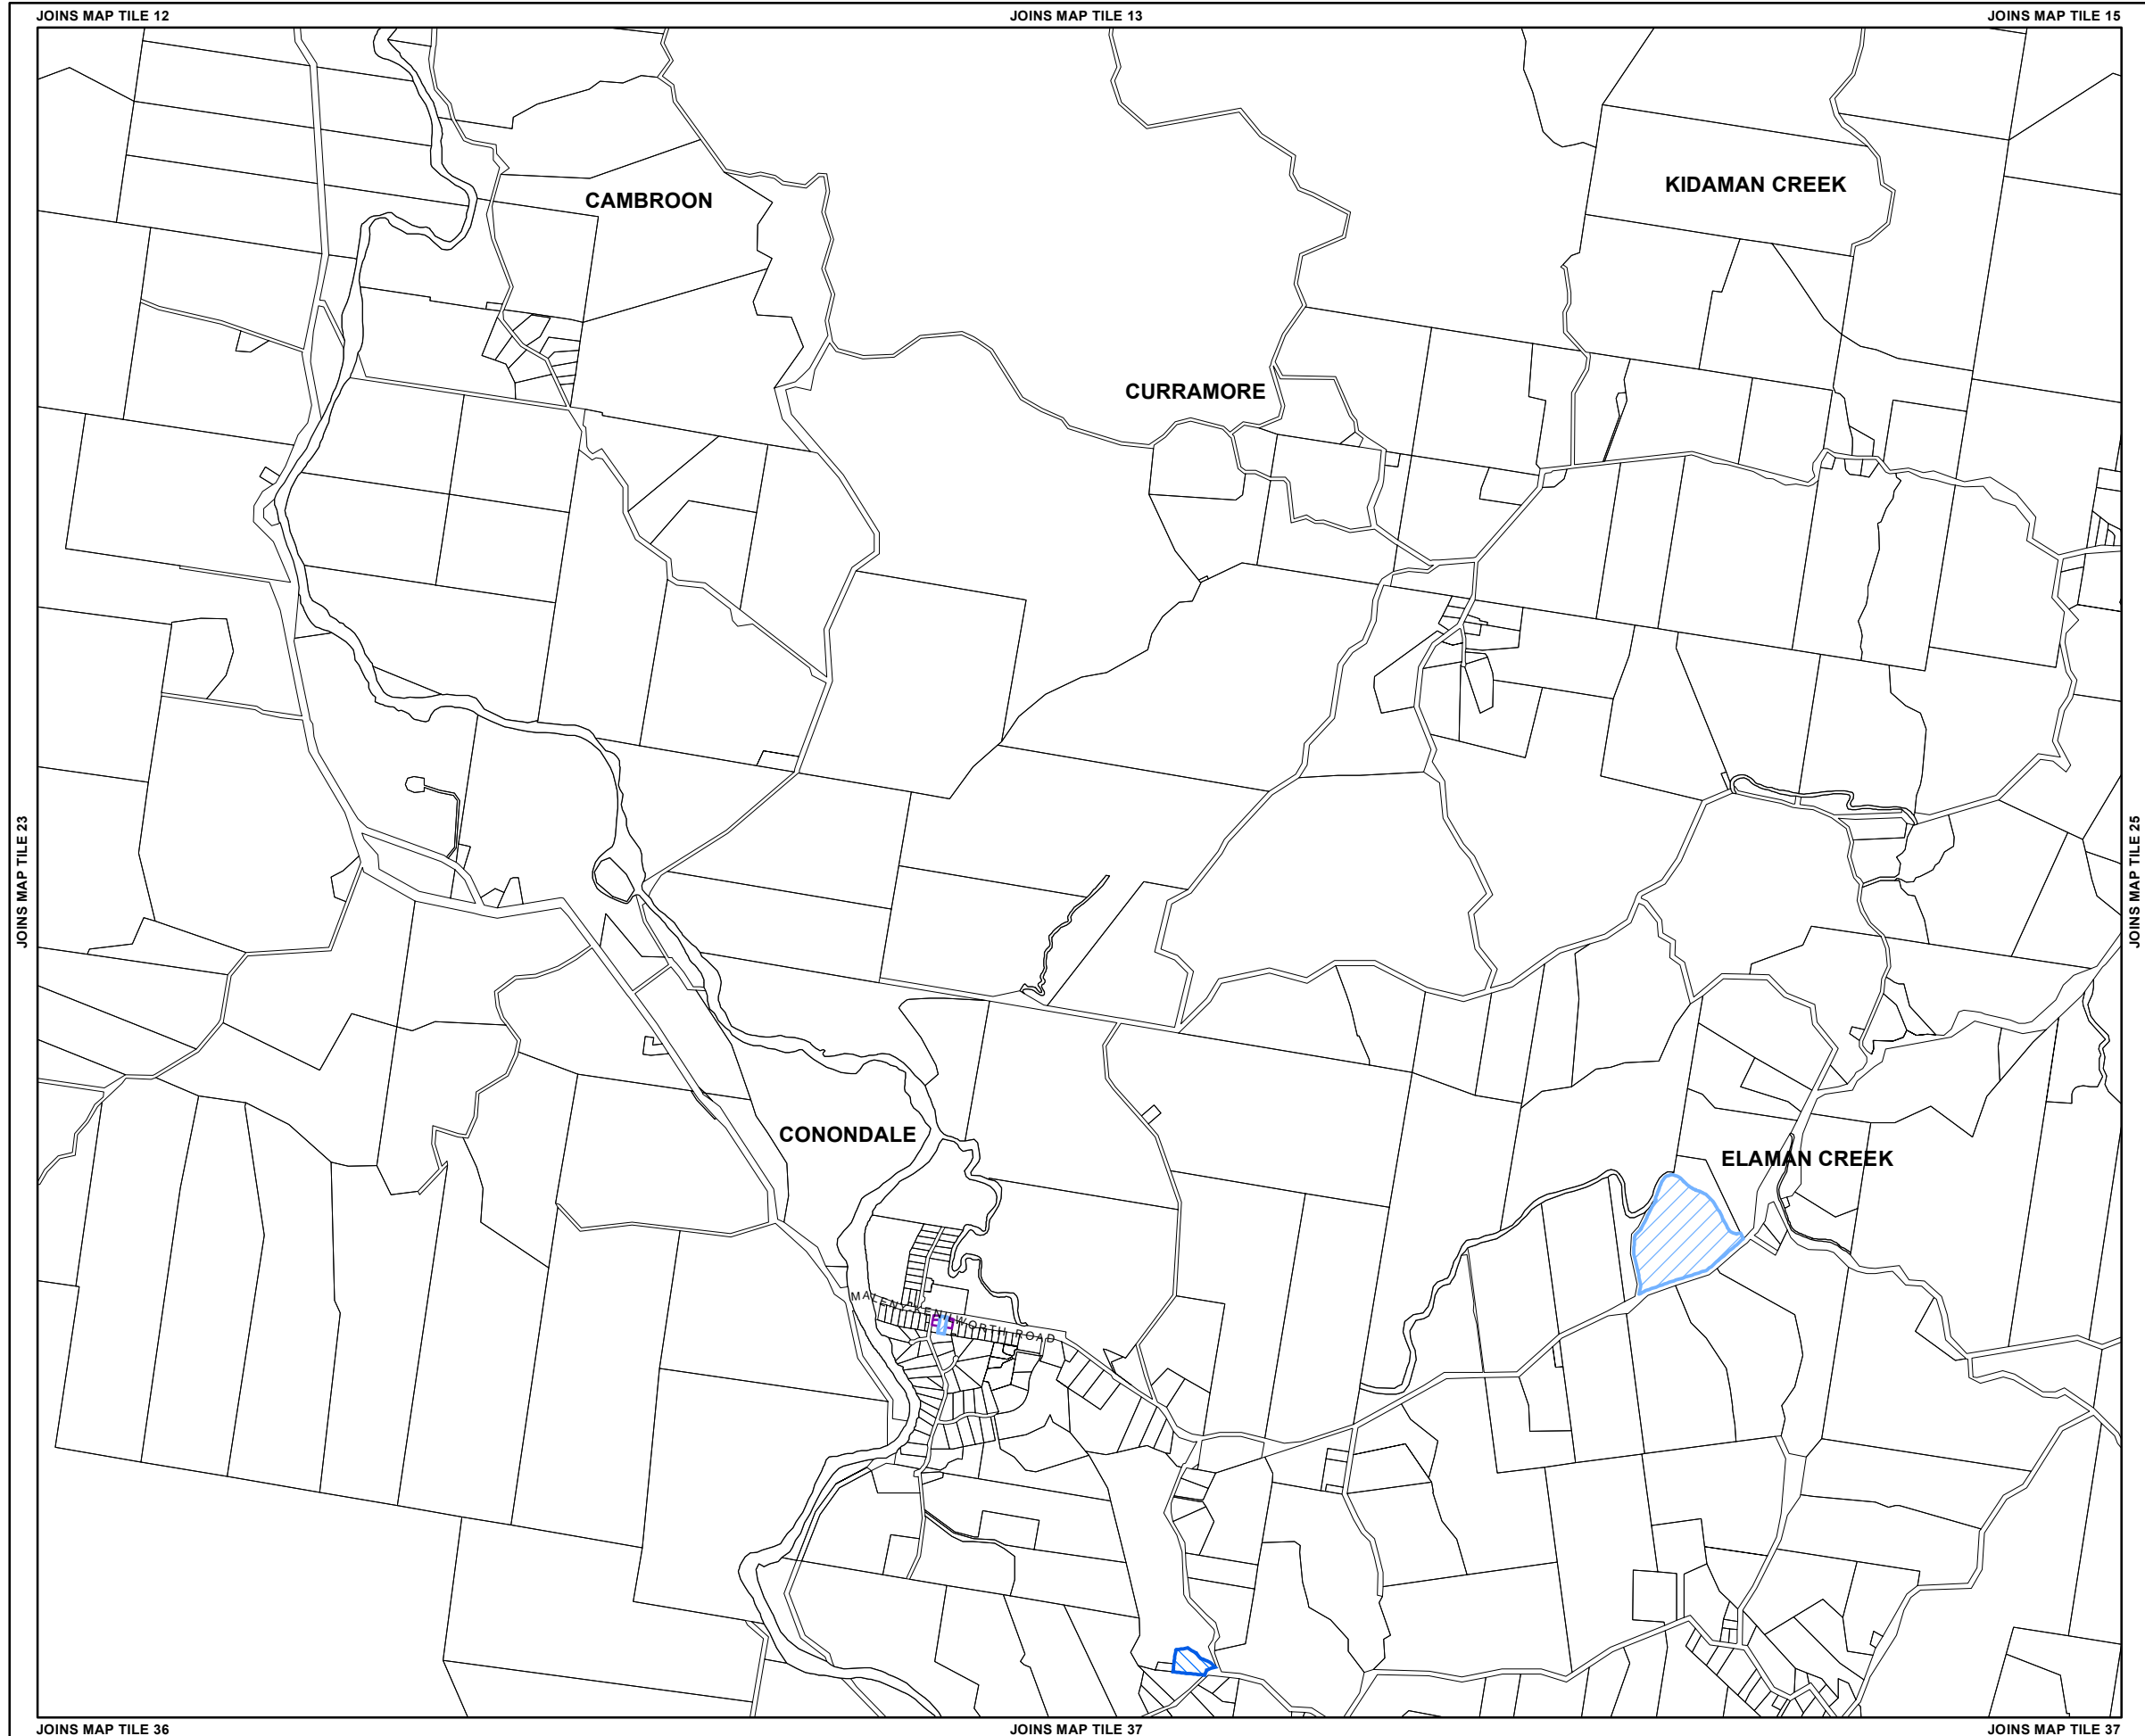 JOINS MAP TILE 12
JOINS MAP TILE 13
JOINS MAP TILE 15
CAMBROON
KIDAMAN CREEK
CURRAMORE
JOINS MAP TILE 23
JOINS MAP TILE 25
CONONDALE
ELAMAN CREEK
MALENY KENILWORTH ROAD
JOINS MAP TILE 36
JOINS MAP TILE 37
JOINS MAP TILE 37